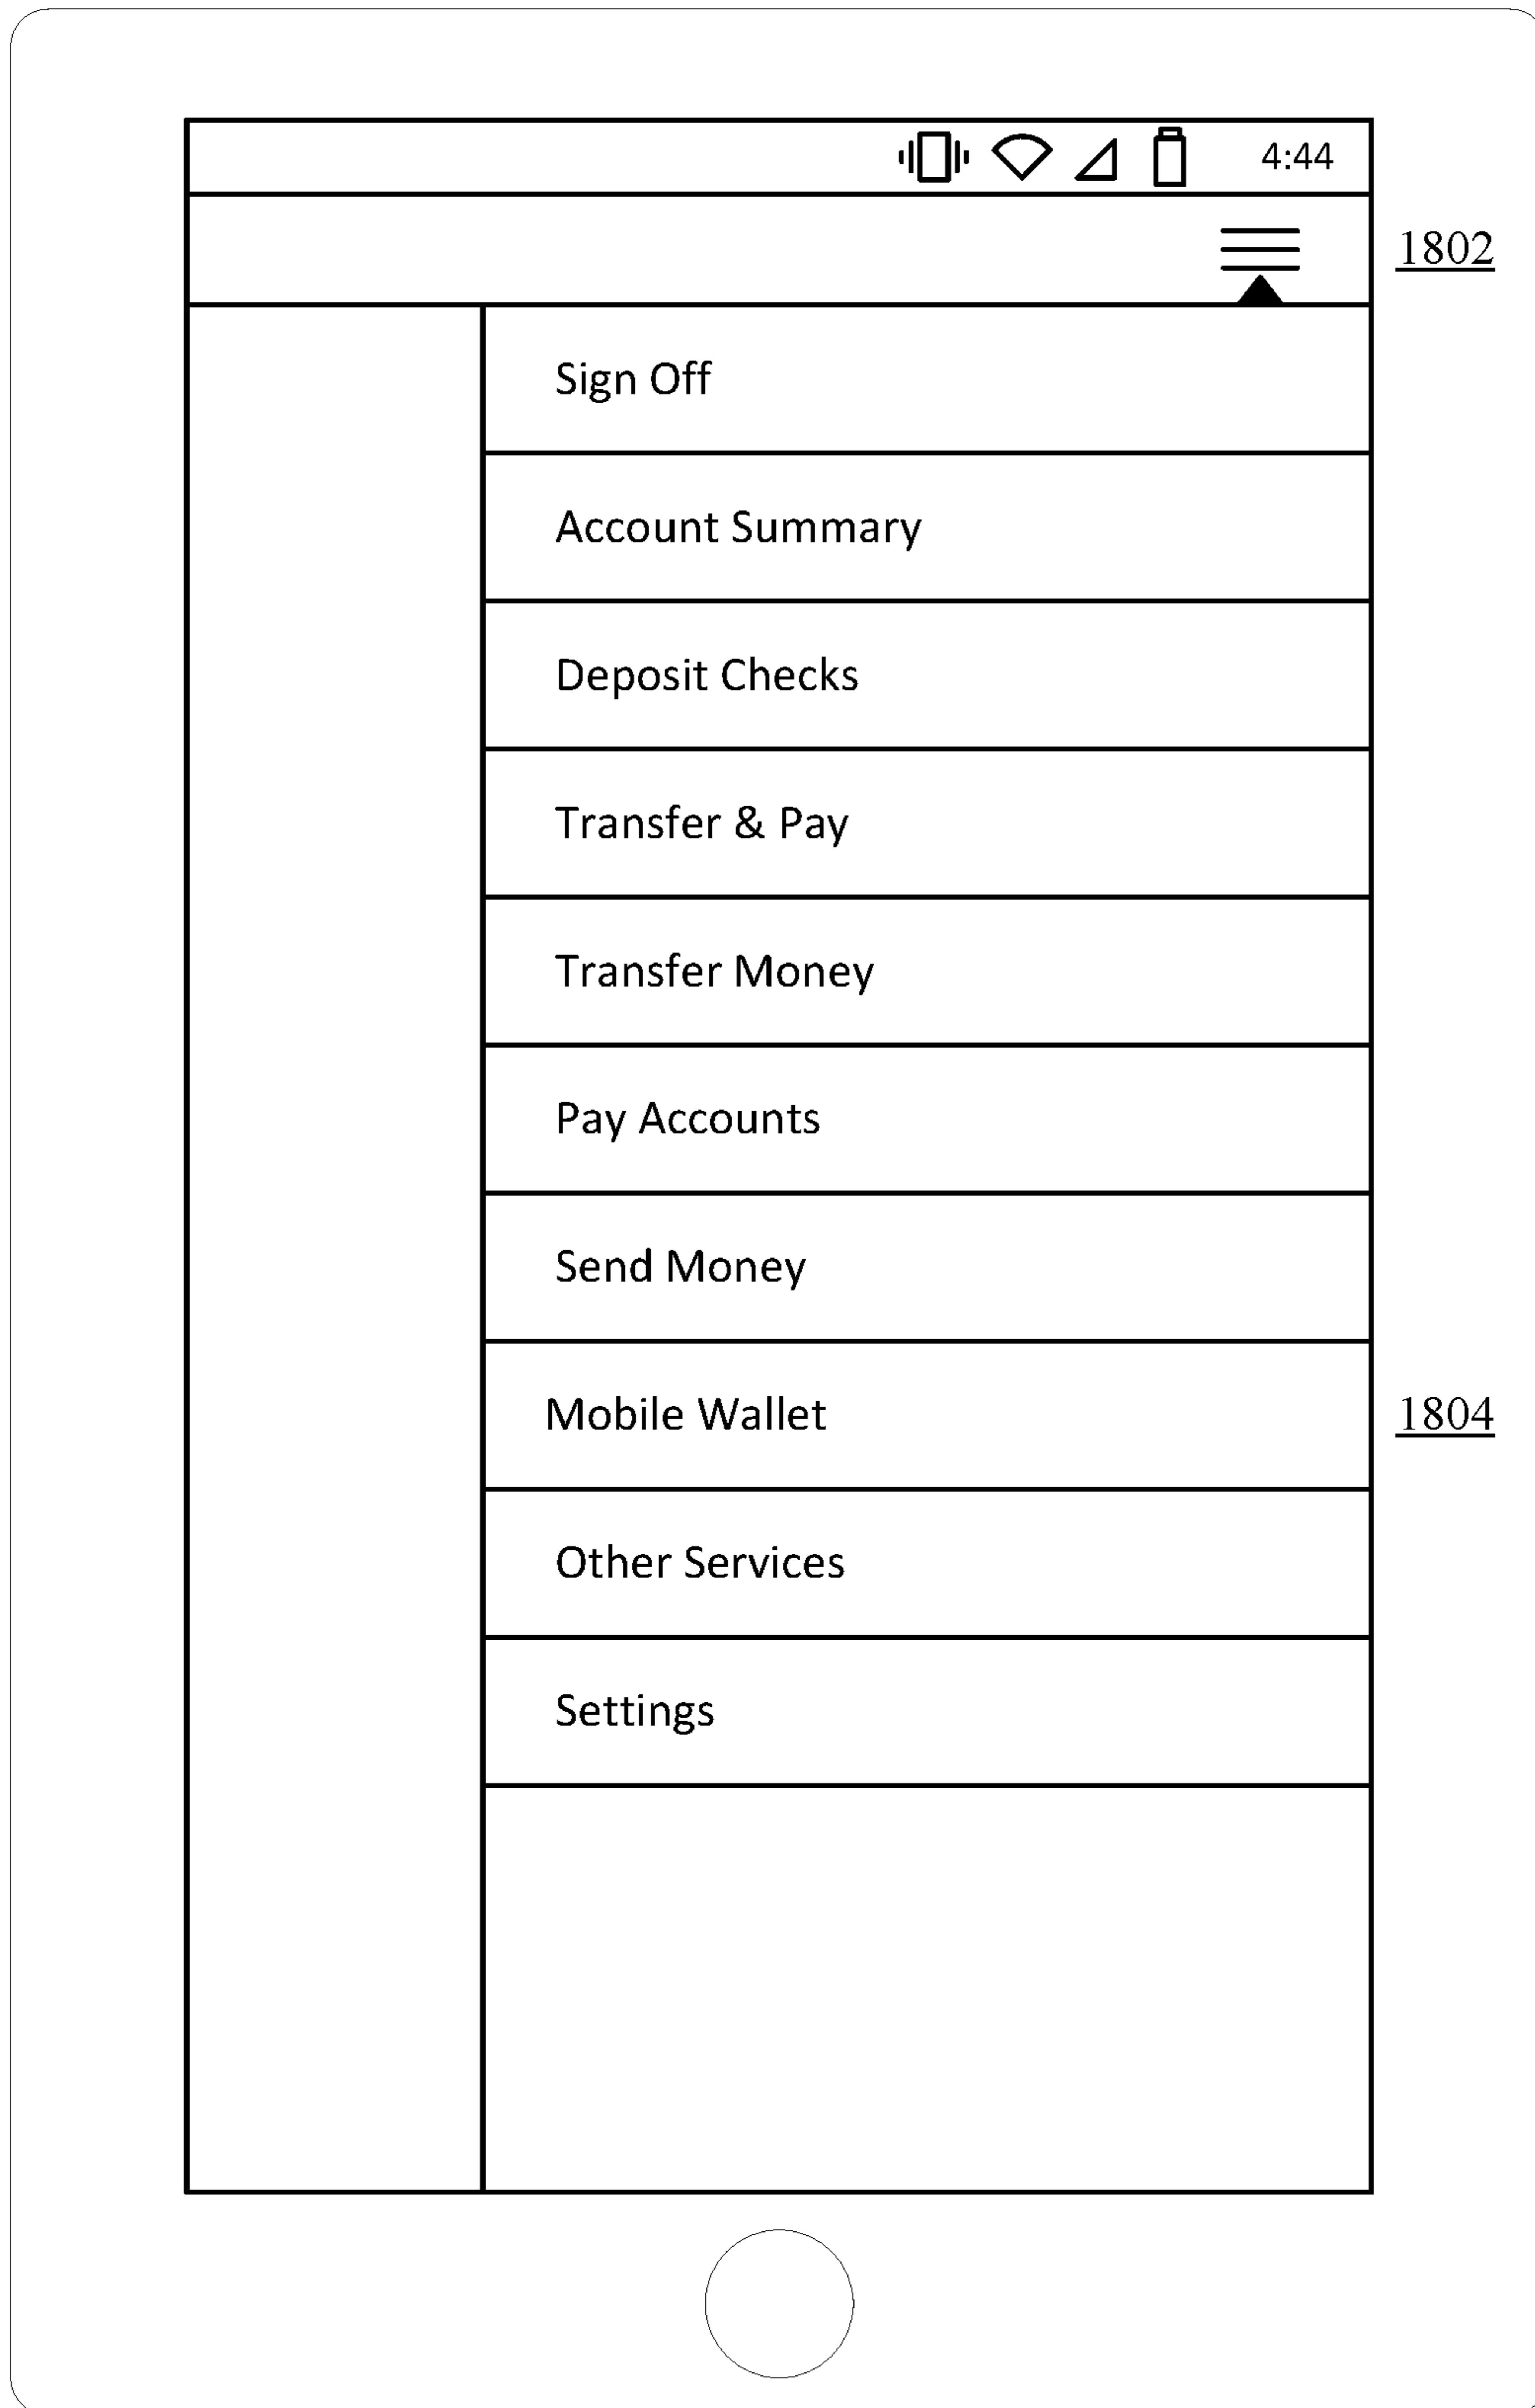 4:44
1802
Sign Off
Account Summary
Deposit Checks
Transfer & Pay
Transfer Money
Pay Accounts
Send Money
Mobile Wallet 1804
Other Services
Settings